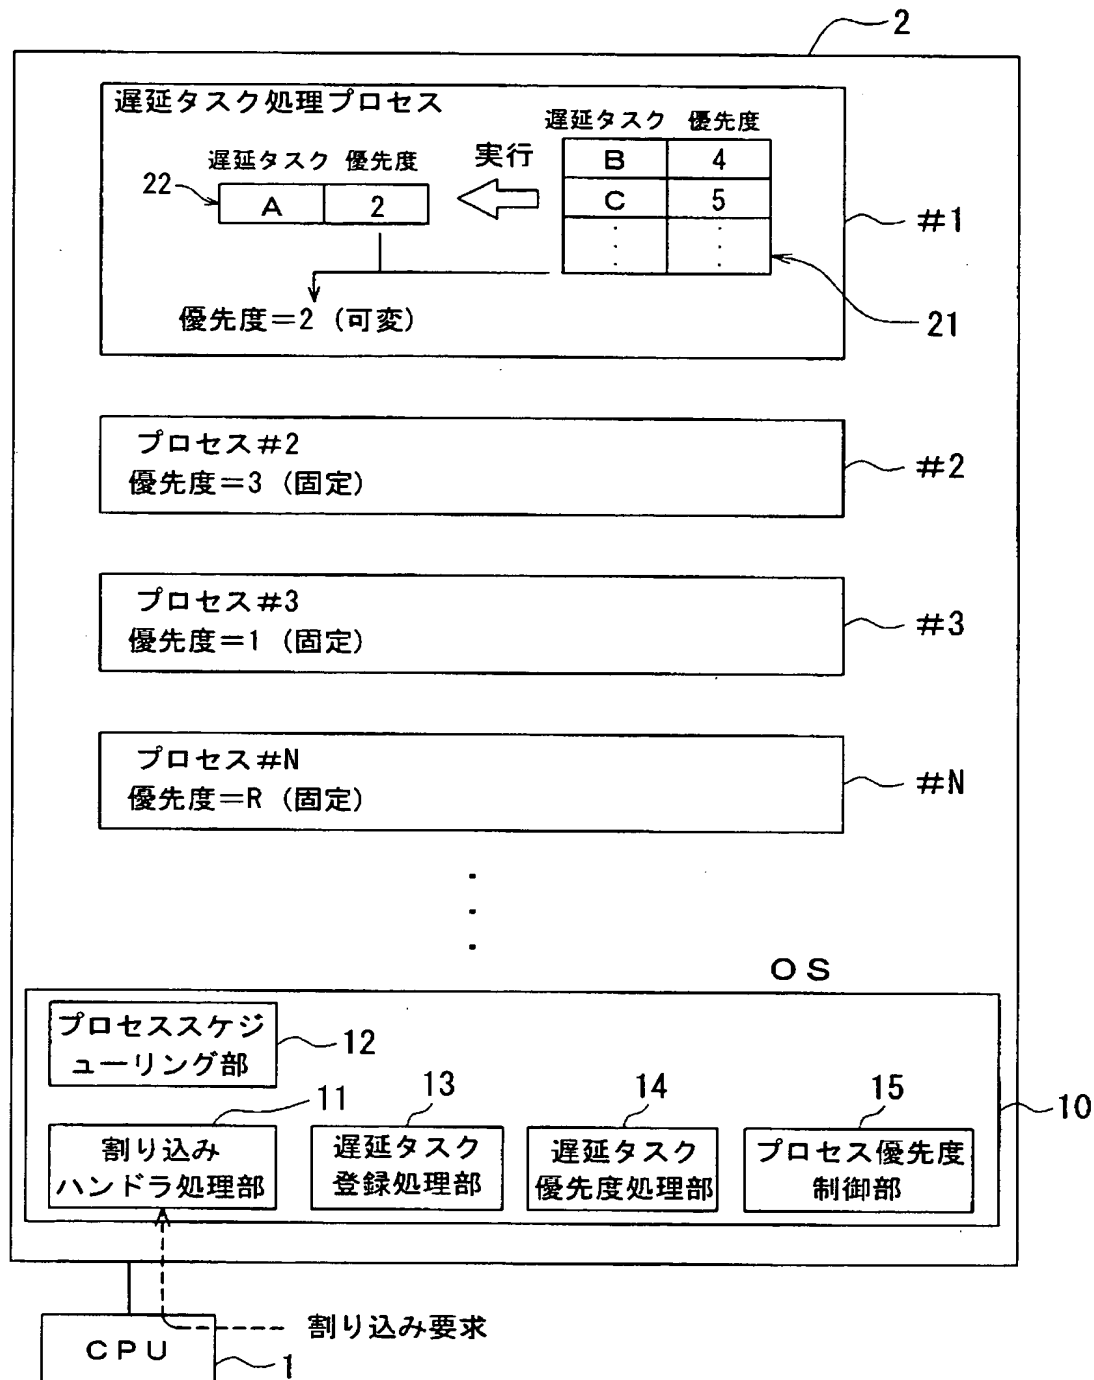 2
遅延タスク処理プロセス
遅延タスク 優先度
B 4
C 5
実行
遅延タスク 優先度
22
A 2
#1
優先度=2 (可変)
21
プロセス#2
優先度=3 (固定)
#2
プロセス#3
優先度=1 (固定)
#3
プロセス#N
優先度=R (固定)
#N
OS
プロセススケジ
ューリング部
12
11
13
14
15
10
割り込み
ハンドラ処理部
遅延タスク
登録処理部
遅延タスク
優先度処理部
プロセス優先度
制御部
割り込み要求
CPU
1